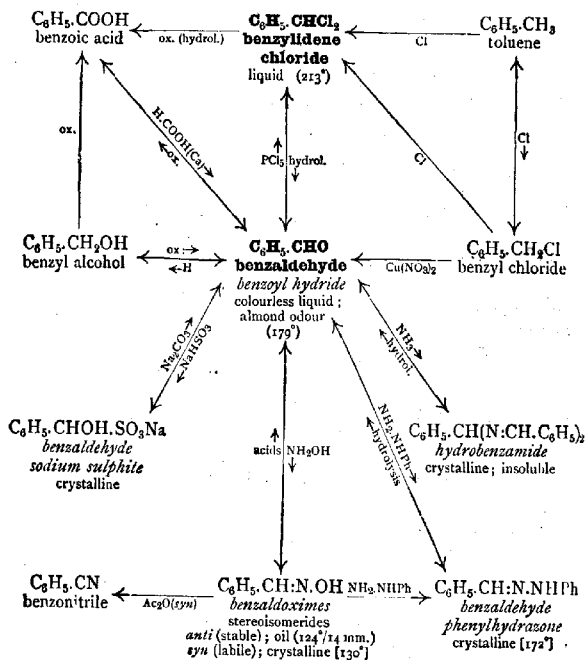 C₆H₅.COOH
benzoic acid
ox. (hydrol.)
C₆H₅.CHCl₂
benzylidene
chloride
liquid (213°)
Cl
C₆H₅.CH₃
toluene
ox.
H.COOH(Ca)→
←ox.
↑
PCl₅ hydrol.
↓
Cl
Cl
↓
C₆H₅.CH₂OH
benzyl alcohol
ox.→
←H
C₆H₅.CHO
benzaldehyde
benzoyl hydride
colourless liquid ;
almond odour
(179°)
Cu(NO₃)₂
C₆H₅.CH₂Cl
benzyl chloride
Na₂CO₃→
←NaHSO₃
NH₃→
←hydrol.
C₆H₅.CHOH.SO₃Na
benzaldehyde
sodium sulphite
crystalline
↑
acids NH₂OH
↓
NH₂.NHPh→
←hydrolysis
C₆H₅.CH(N:CH.C₆H₅)₂
hydrobenzamide
crystalline ; insoluble
C₆H₅.CN
benzonitrile
Ac₂O(syn)
C₆H₅.CH:N.OH
benzaldoximes
stereoisomerides
anti (stable) ; oil (124°/14 mm.)
syn (labile) ; crystalline [130°]
NH₂.NHPh
C₆H₅.CH:N.NHPh
benzaldehyde
phenylhydrazone
crystalline [172°]